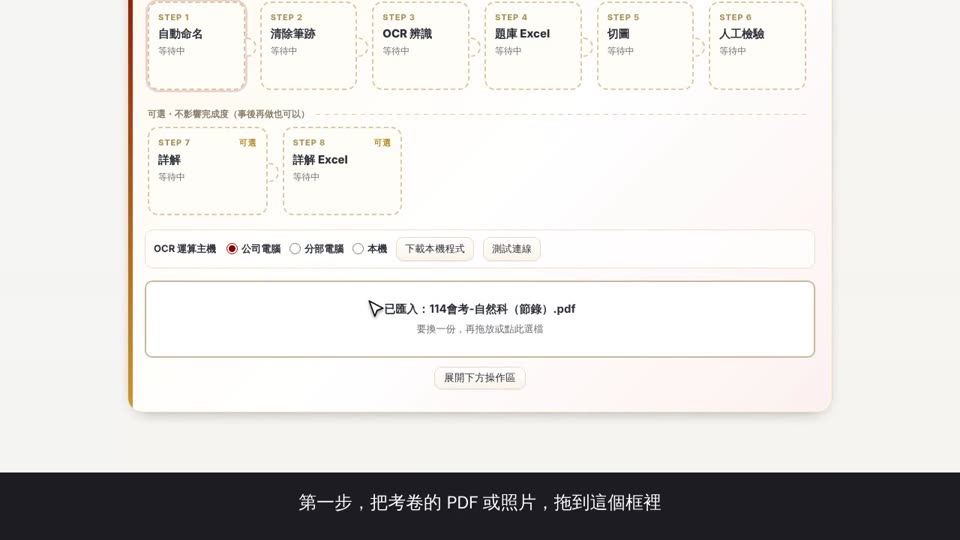 STEP 1
自動命名
等待中
STEP 2
清除筆跡
等待中
STEP 3
OCR 辨識
等待中
STEP 4
題庫 Excel
等待中
STEP 5
切圖
等待中
STEP 6
人工檢驗
等待中
可選・不影響完成度（事後再做也可以）
STEP 7
可選
詳解
等待中
STEP 8
可選
詳解 Excel
等待中
OCR 運算主機 公司電腦 分部電腦 本機 下載本機程式 測試連線
已匯入：114會考-自然科（節錄）.pdf
要換一份，再拖放或點此選檔
展開下方操作區
第一步，把考卷的 PDF 或照片，拖到這個框裡